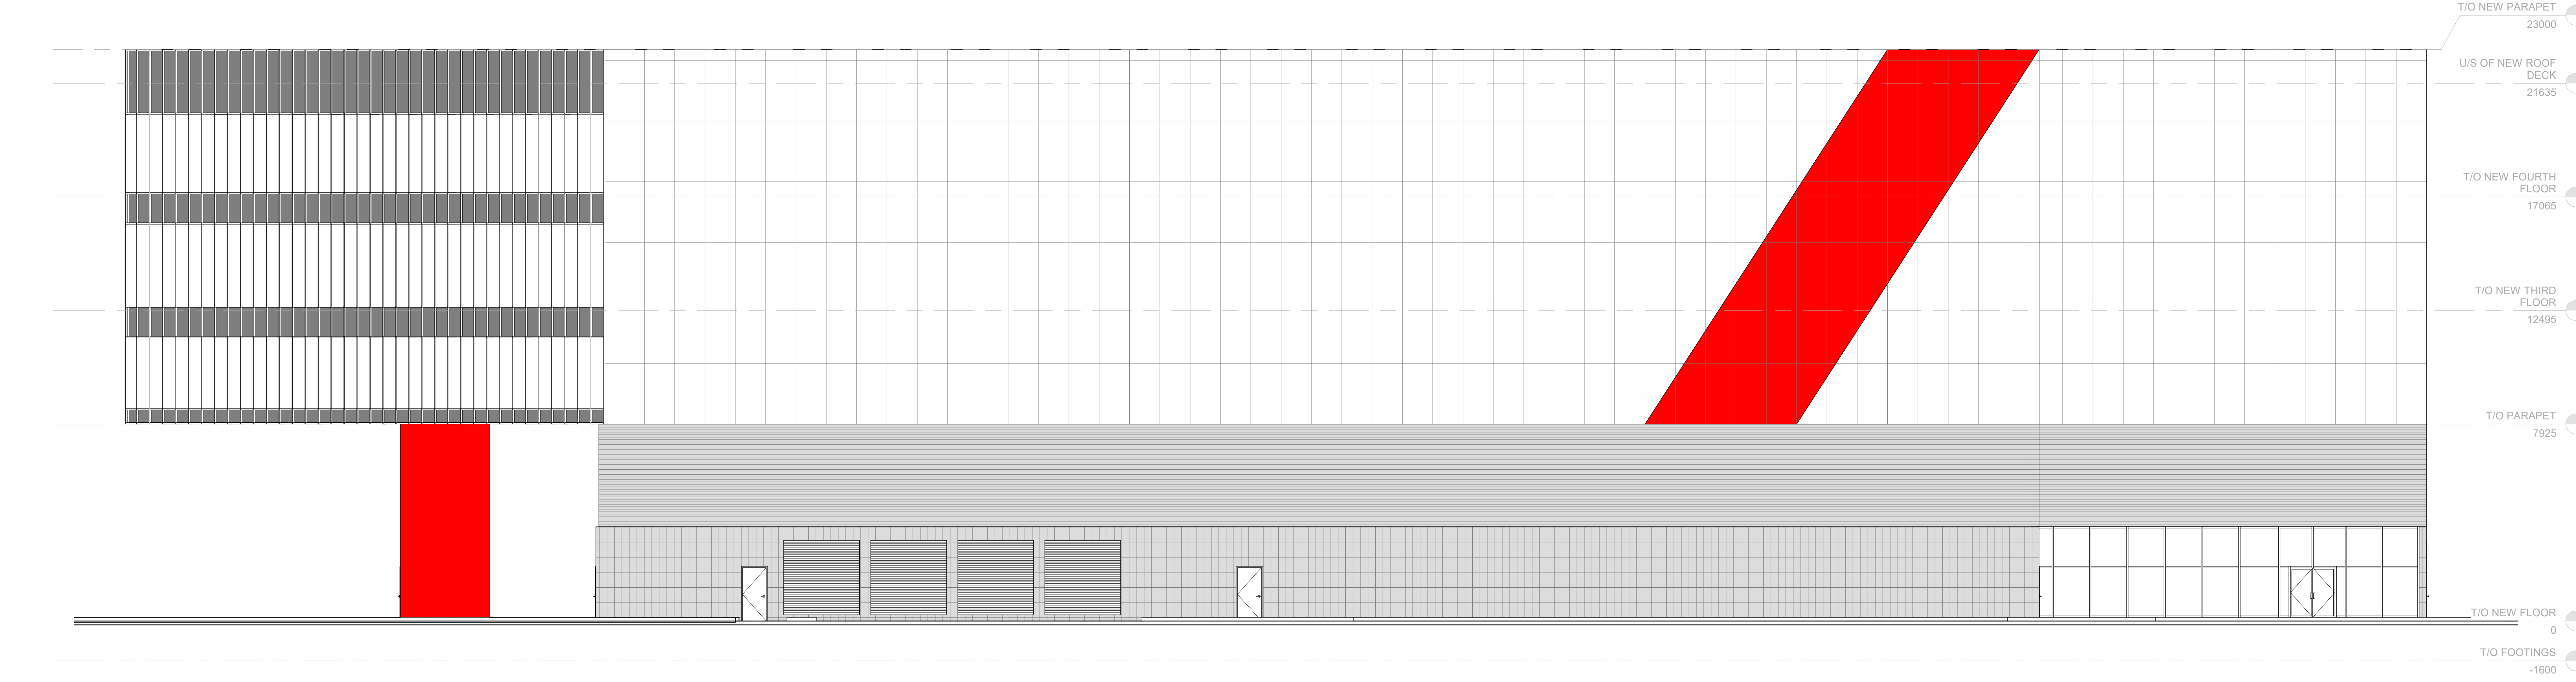 T/O NEW PARAPET
23000
U/S OF NEW ROOF
DECK
21635
T/O NEW FOURTH
FLOOR
17065
T/O NEW THIRD
FLOOR
12495
T/O PARAPET
7925
T/O NEW FLOOR
0
T/O FOOTINGS
-1600